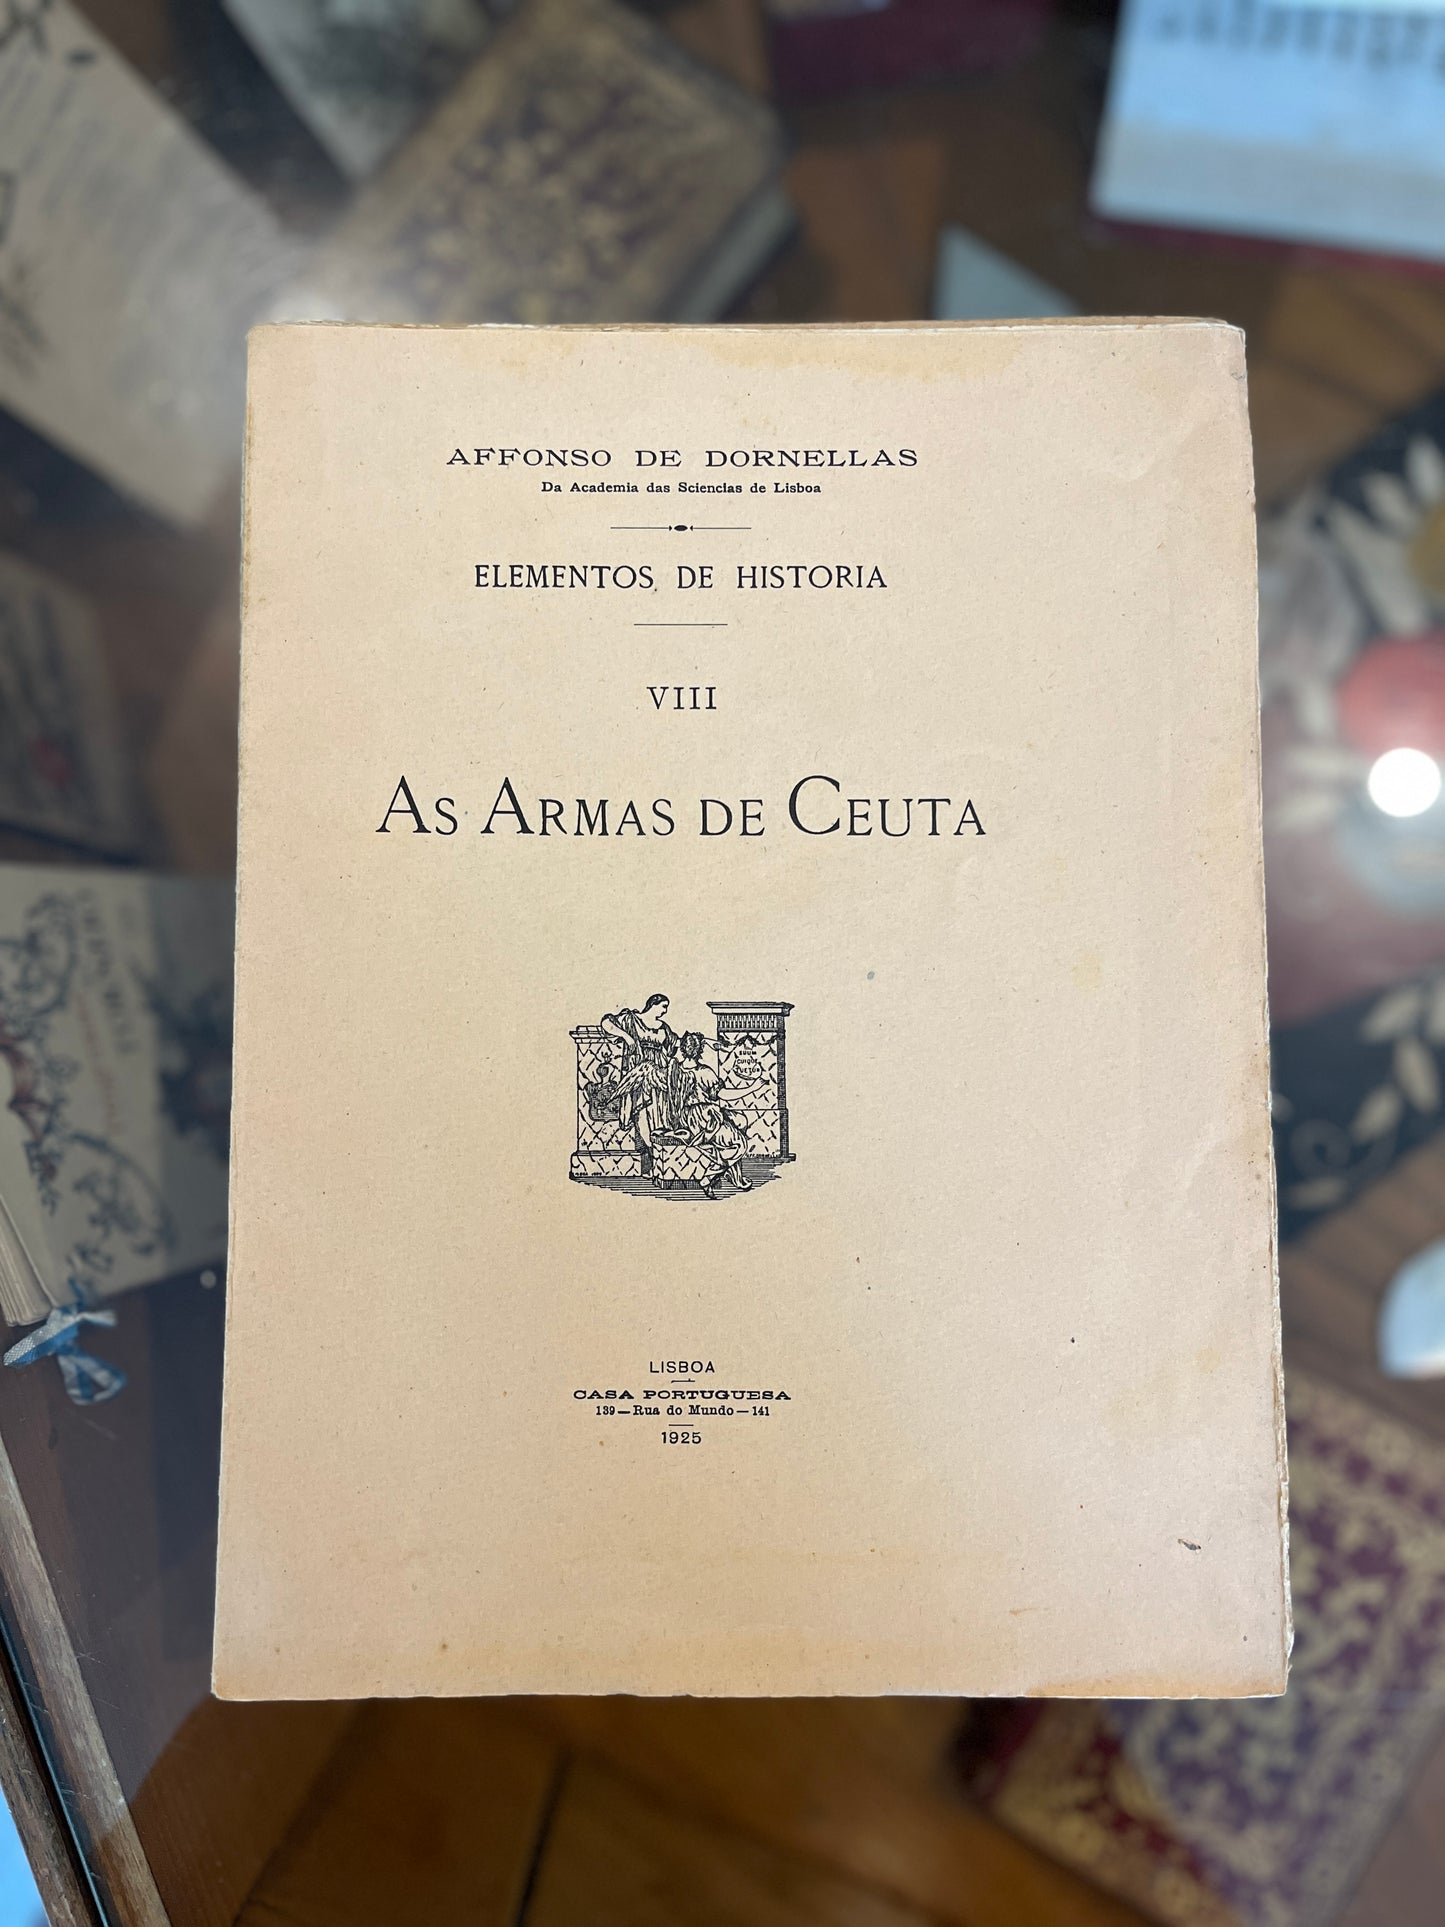 AFFONSO DE DORNELLAS
Da Academia das Sciencias de Lisboa
ELEMENTOS DE HISTORIA
VIII
AS ARMAS DE CEUTA
SUUM
CUIQUE
LISBOA
CASA PORTUGUESA
139—Rua do Mundo—141
1925